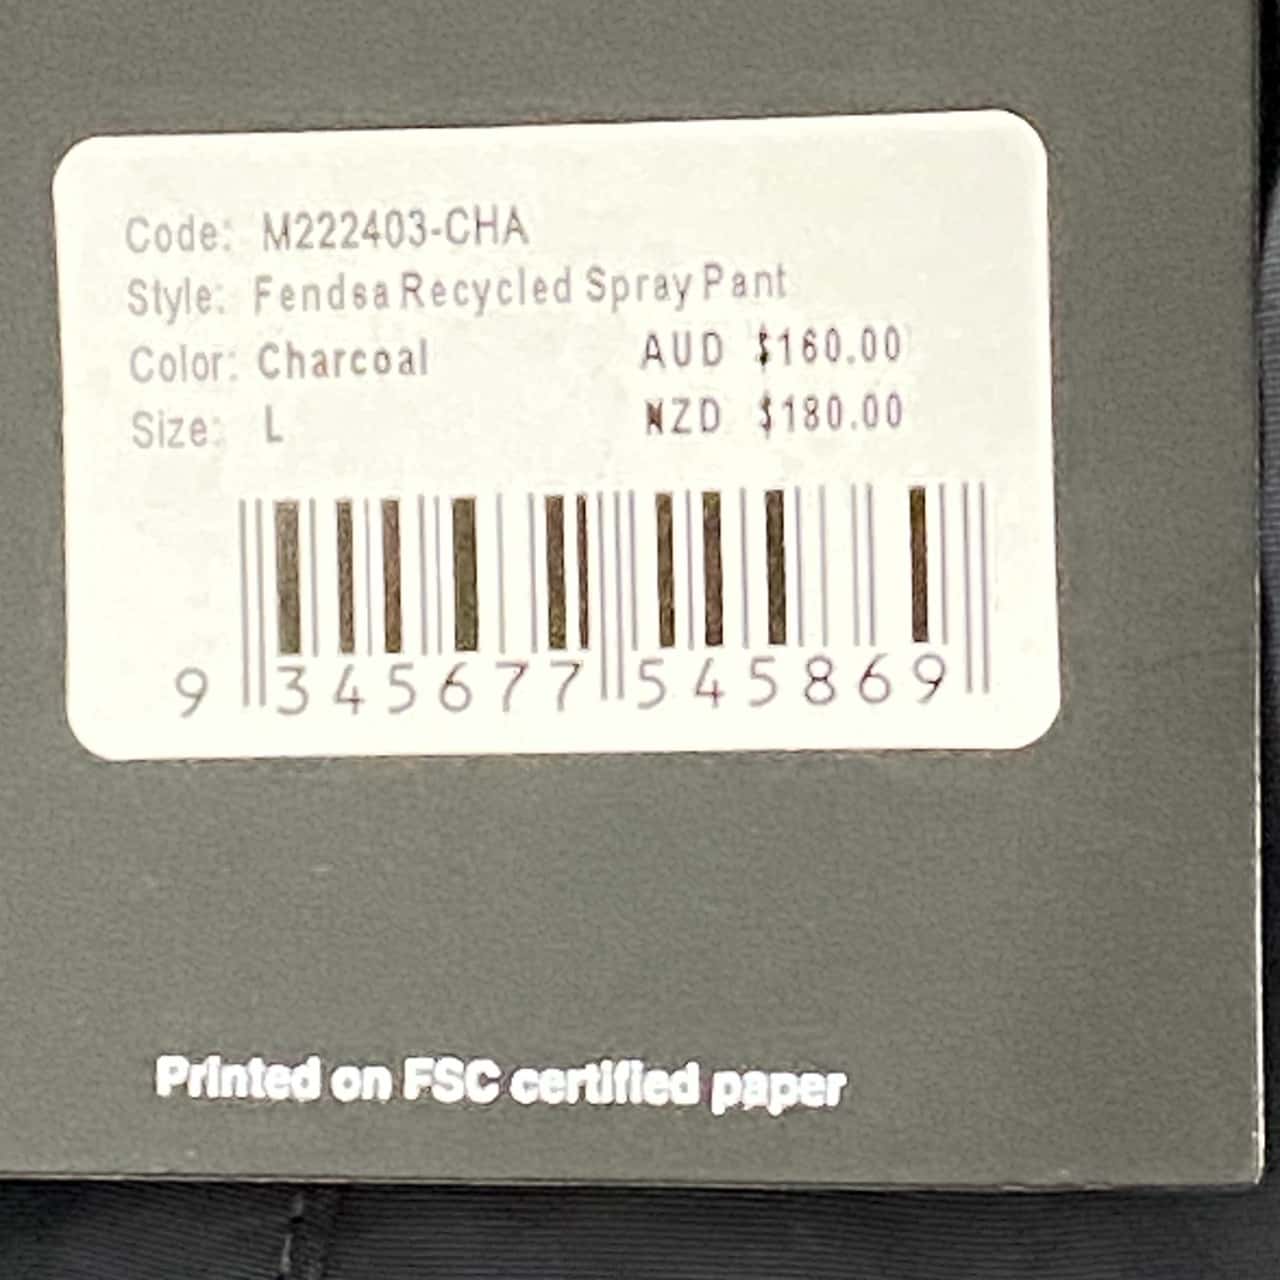 Code: M222403-CHA
Style: Fendsa Recycled Spray Pant
Color: Charcoal AUD $160.00
Size: L NZD $180.00
9 345677 545869
Printed on FSC certified paper